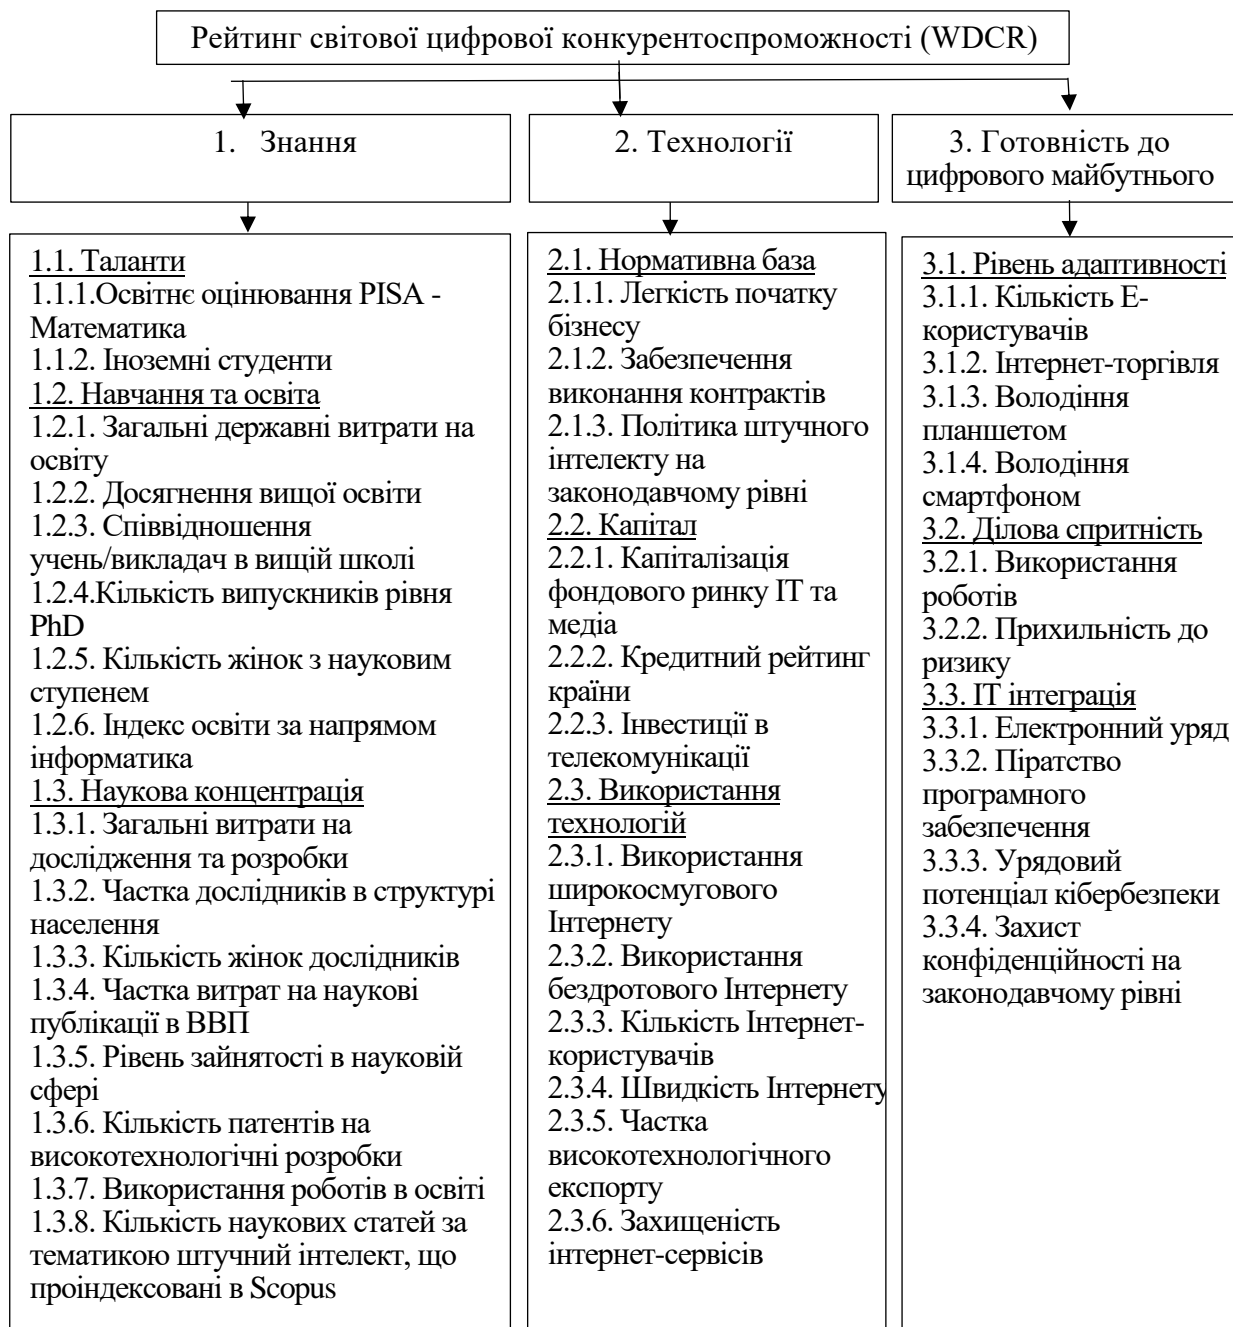 Рейтинг світової цифрової конкурентоспроможності (WDCR)
1. Знання
2. Технології
3. Готовність до
цифрового майбутнього
1.1. Таланти
1.1.1.Освітнє оцінювання PISA -
Математика
1.1.2. Іноземні студенти
1.2. Навчання та освіта
1.2.1. Загальні державні витрати на
освіту
1.2.2. Досягнення вищої освіти
1.2.3. Співвідношення
учень/викладач в вищій школі
1.2.4.Кількість випускників рівня
PhD
1.2.5. Кількість жінок з науковим
ступенем
1.2.6. Індекс освіти за напрямом
інформатика
1.3. Наукова концентрація
1.3.1. Загальні витрати на
дослідження та розробки
1.3.2. Частка дослідників в структурі
населення
1.3.3. Кількість жінок дослідників
1.3.4. Частка витрат на наукові
публікації в ВВП
1.3.5. Рівень зайнятості в науковій
сфері
1.3.6. Кількість патентів на
високотехнологічні розробки
1.3.7. Використання роботів в освіті
1.3.8. Кількість наукових статей за
тематикою штучний інтелект, що
проіндексовані в Scopus
2.1. Нормативна база
2.1.1. Легкість початку
бізнесу
2.1.2. Забезпечення
виконання контрактів
2.1.3. Політика штучного
інтелекту на
законодавчому рівні
2.2. Капітал
2.2.1. Капіталізація
фондового ринку ІТ та
медіа
2.2.2. Кредитний рейтинг
країни
2.2.3. Інвестиції в
телекомунікації
2.3. Використання
технологій
2.3.1. Використання
широкосмугового
Інтернету
2.3.2. Використання
бездротового Інтернету
2.3.3. Кількість Інтернет-
користувачів
2.3.4. Швидкість Інтернету
2.3.5. Частка
високотехнологічного
експорту
2.3.6. Захищеність
інтернет-сервісів
3.1. Рівень адаптивності
3.1.1. Кількість Е-
користувачів
3.1.2. Інтернет-торгівля
3.1.3. Володіння
планшетом
3.1.4. Володіння
смартфоном
3.2. Ділова спритність
3.2.1. Використання
роботів
3.2.2. Прихильність до
ризику
3.3. ІТ інтеграція
3.3.1. Електронний уряд
3.3.2. Піратство
програмного
забезпечення
3.3.3. Урядовий
потенціал кібербезпеки
3.3.4. Захист
конфіденційності на
законодавчому рівні